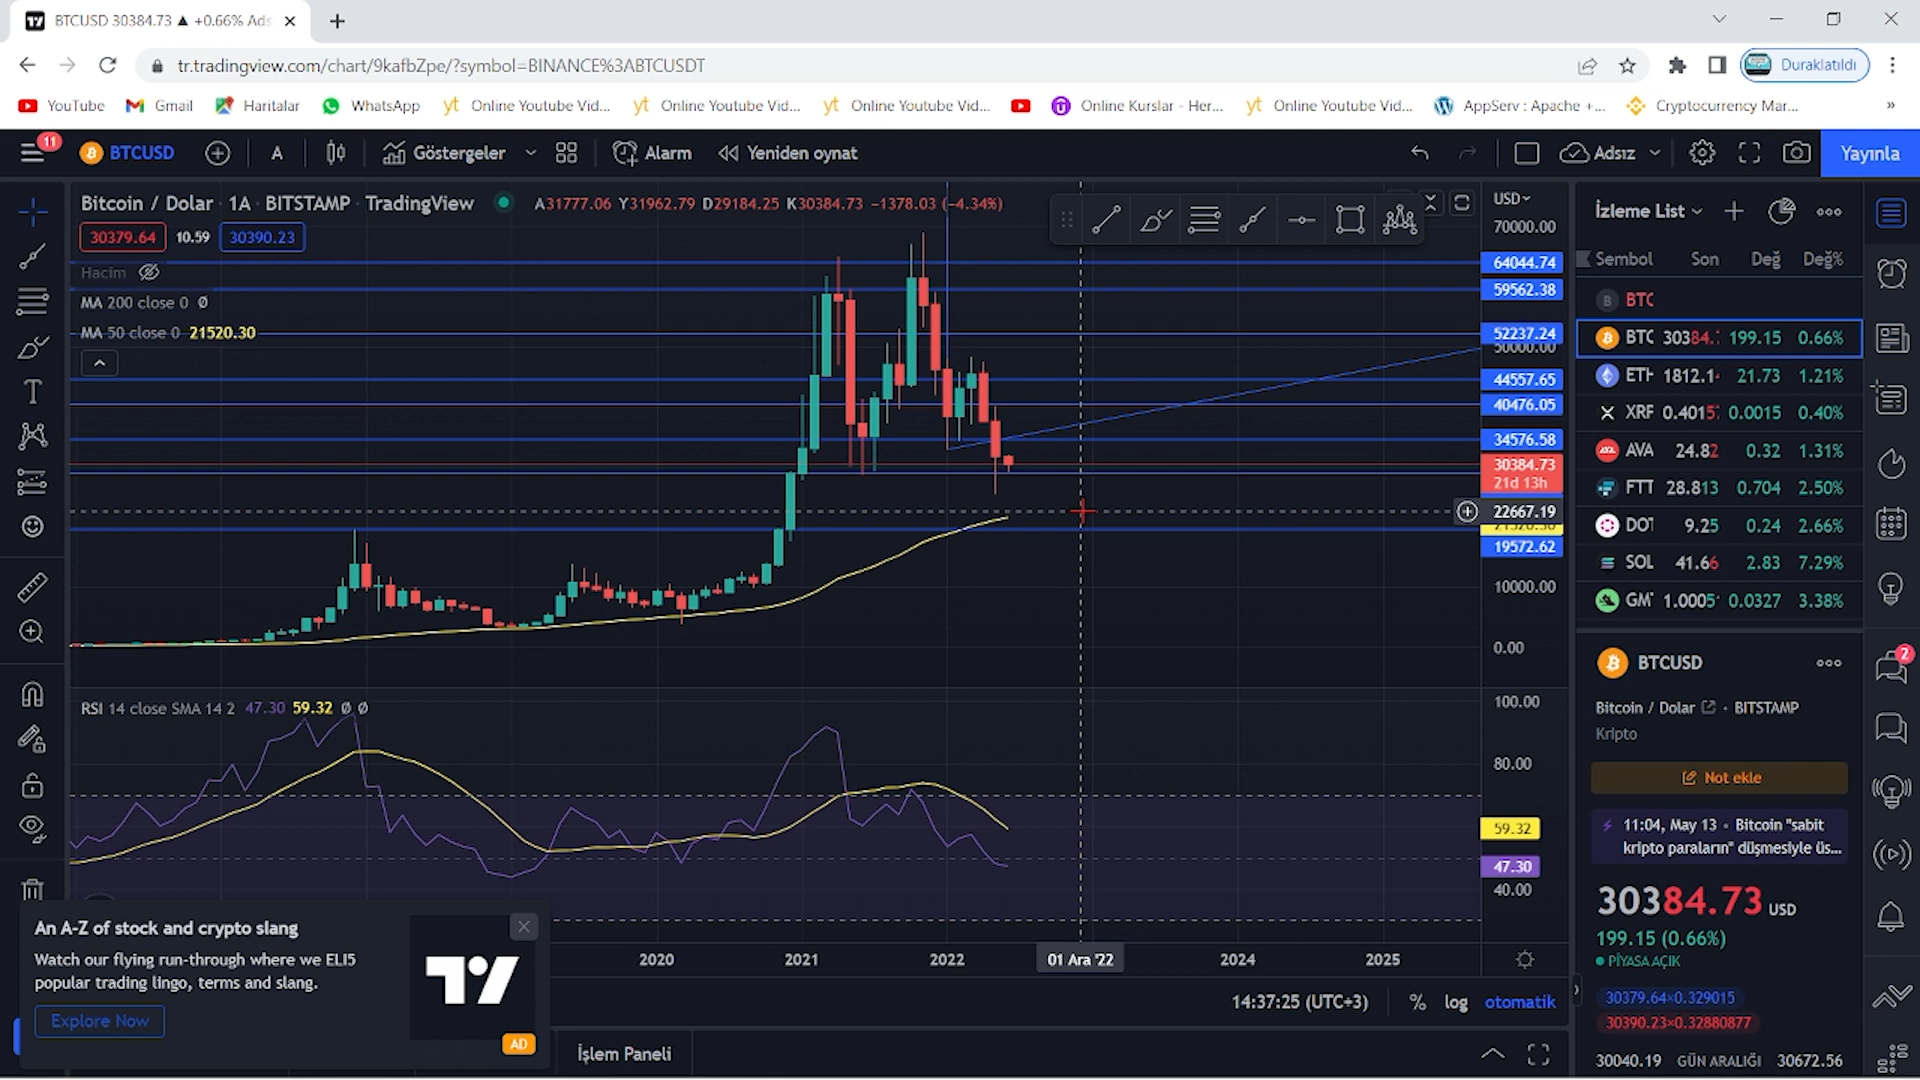 BTCUSD 30384.73 ▲ +0.66% Ads
tr.tradingview.com/chart/9kafbZpe/?symbol=BINANCE%3ABTCUSDT
Duraklatıldı
YouTube
Gmail
Haritalar
WhatsApp
Online Youtube Vid...
Online Youtube Vid...
Online Youtube Vid...
Online Kurslar - Her...
Online Youtube Vid...
AppServ : Apache +...
Cryptocurrency Mar...
11
BTCUSD
A
Göstergeler
Alarm
Yeniden oynat
Adsız
Yayınla
Bitcoin / Dolar · 1A · BITSTAMP · TradingView
A31777.06 Y31962.79 D29184.25 K30384.73 −1378.03 (−4.34%)
30379.64 10.59 30390.23
Hacim
MA 200 close 0 Ø
MA 50 close 0 21520.30
USD
70000.00
64044.74
59562.38
52237.24
50000.00
44557.65
40476.05
34576.58
30384.73
21d 13h
22667.19
21520.30
19572.62
10000.00
0.00
RSI 14 close SMA 14 2 47.30 59.32 Ø Ø
100.00
80.00
59.32
47.30
40.00
2020
2021
2022
01 Ara '22
2024
2025
14:37:25 (UTC+3)
%
log
otomatik
İşlem Paneli
An A-Z of stock and crypto slang
Watch our flying run-through where we ELI5
popular trading lingo, terms and slang.
Explore Now
AD
İzleme List
Sembol Son Değ Değ%
BTC
BTC 30384. 199.15 0.66%
ETH 1812.1 21.73 1.21%
XRF 0.4015 0.0015 0.40%
AVA 24.82 0.32 1.31%
FTT 28.813 0.704 2.50%
DOT 9.25 0.24 2.66%
SOL 41.66 2.83 7.29%
GM 1.0005 0.0327 3.38%
BTCUSD
Bitcoin / Dolar · BITSTAMP
Kripto
Not ekle
11:04, May 13 · Bitcoin "sabit
kripto paraların" düşmesiyle üs...
30384.73 USD
199.15 (0.66%)
PİYASA AÇIK
30379.64×0.329015
30390.23×0.32880877
30040.19 GÜN ARALIĞI 30672.56
2